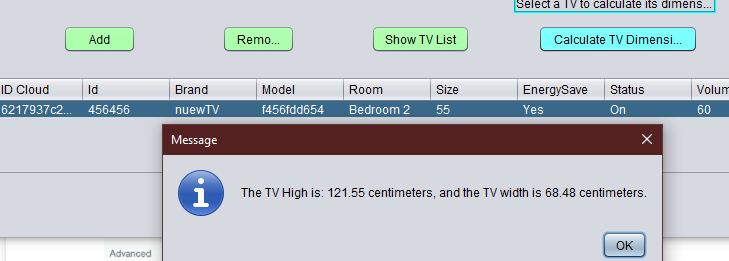 Select a TV to calculate its dimens...
Add Remo... Show TV List Calculate TV Dimensi...
ID Cloud Id Brand Model Room Size EnergySave Status Volum
6217937c2... 456456 nuewTV f456fdd654 Bedroom 2 55 Yes On 60
Message
The TV High is: 121.55 centimeters, and the TV width is 68.48 centimeters.
OK
Advanced